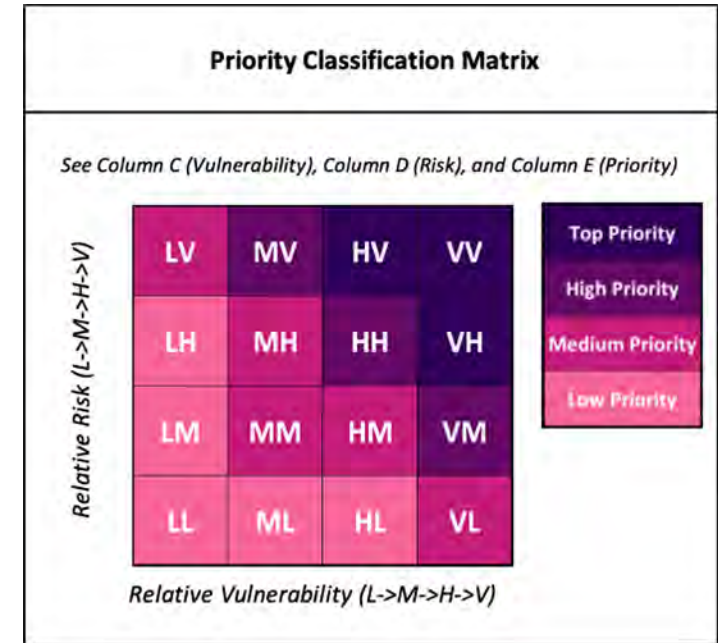 Priority Classification Matrix
See Column C (Vulnerability), Column D (Risk), and Column E (Priority)
Relative Risk (L->M->H->V)
LV MV HV VV
LH MH HH VH
LM MM HM VM
LL ML HL VL
Top Priority
High Priority
Medium Priority
Low Priority
Relative Vulnerability (L->M->H->V)